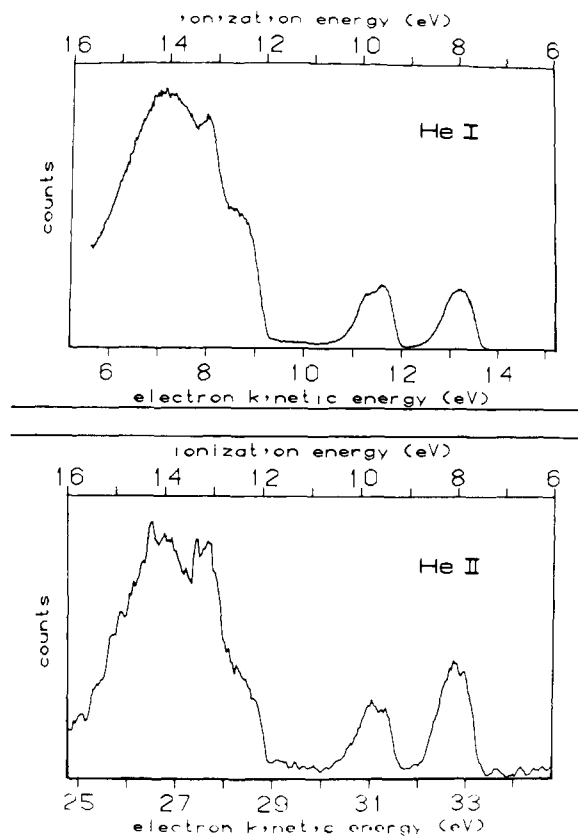 ionization energy (eV)
16 14 12 10 8 6
He I
counts
6 8 10 12 14
electron kinetic energy (eV)
ionization energy (eV)
16 14 12 10 8 6
He II
counts
25 27 29 31 33
electron kinetic energy (eV)